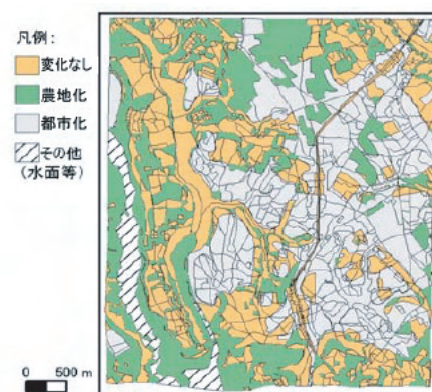 凡例:
変化なし
農地化
都市化
その他
(水面等)
0 500 m